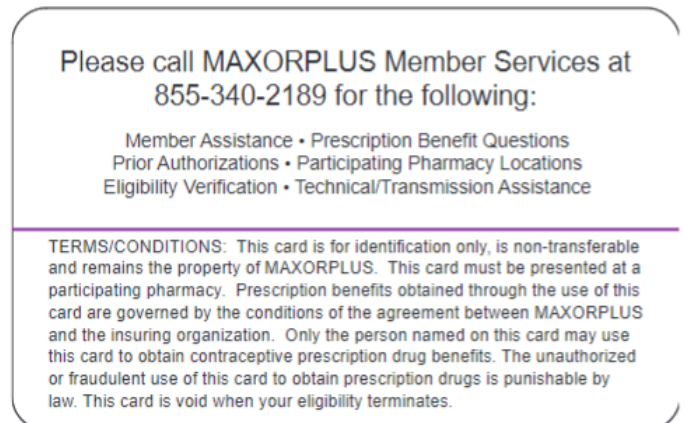 Please call MAXORPLUS Member Services at
855-340-2189 for the following:
Member Assistance • Prescription Benefit Questions
Prior Authorizations • Participating Pharmacy Locations
Eligibility Verification • Technical/Transmission Assistance
TERMS/CONDITIONS:  This card is for identification only, is non-transferable
and remains the property of MAXORPLUS.  This card must be presented at a
participating pharmacy.  Prescription benefits obtained through the use of this
card are governed by the conditions of the agreement between MAXORPLUS
and the insuring organization.  Only the person named on this card may use
this card to obtain contraceptive prescription drug benefits. The unauthorized
or fraudulent use of this card to obtain prescription drugs is punishable by
law. This card is void when your eligibility terminates.